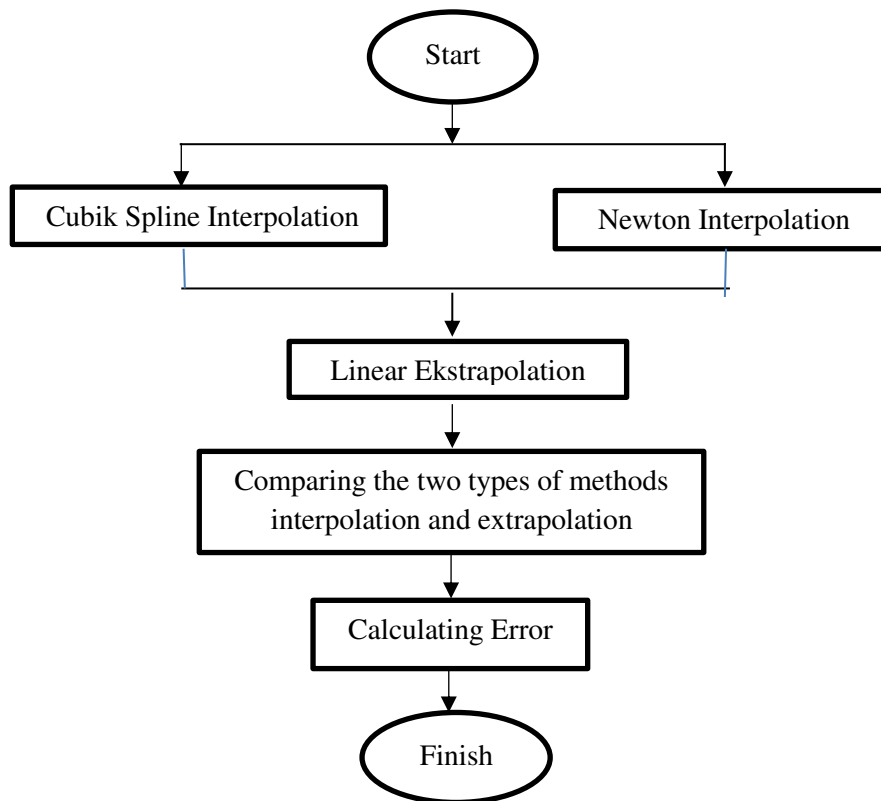 Start
Cubik Spline Interpolation
Newton Interpolation
Linear Ekstrapolation
Comparing the two types of methods
interpolation and extrapolation
Calculating Error
Finish